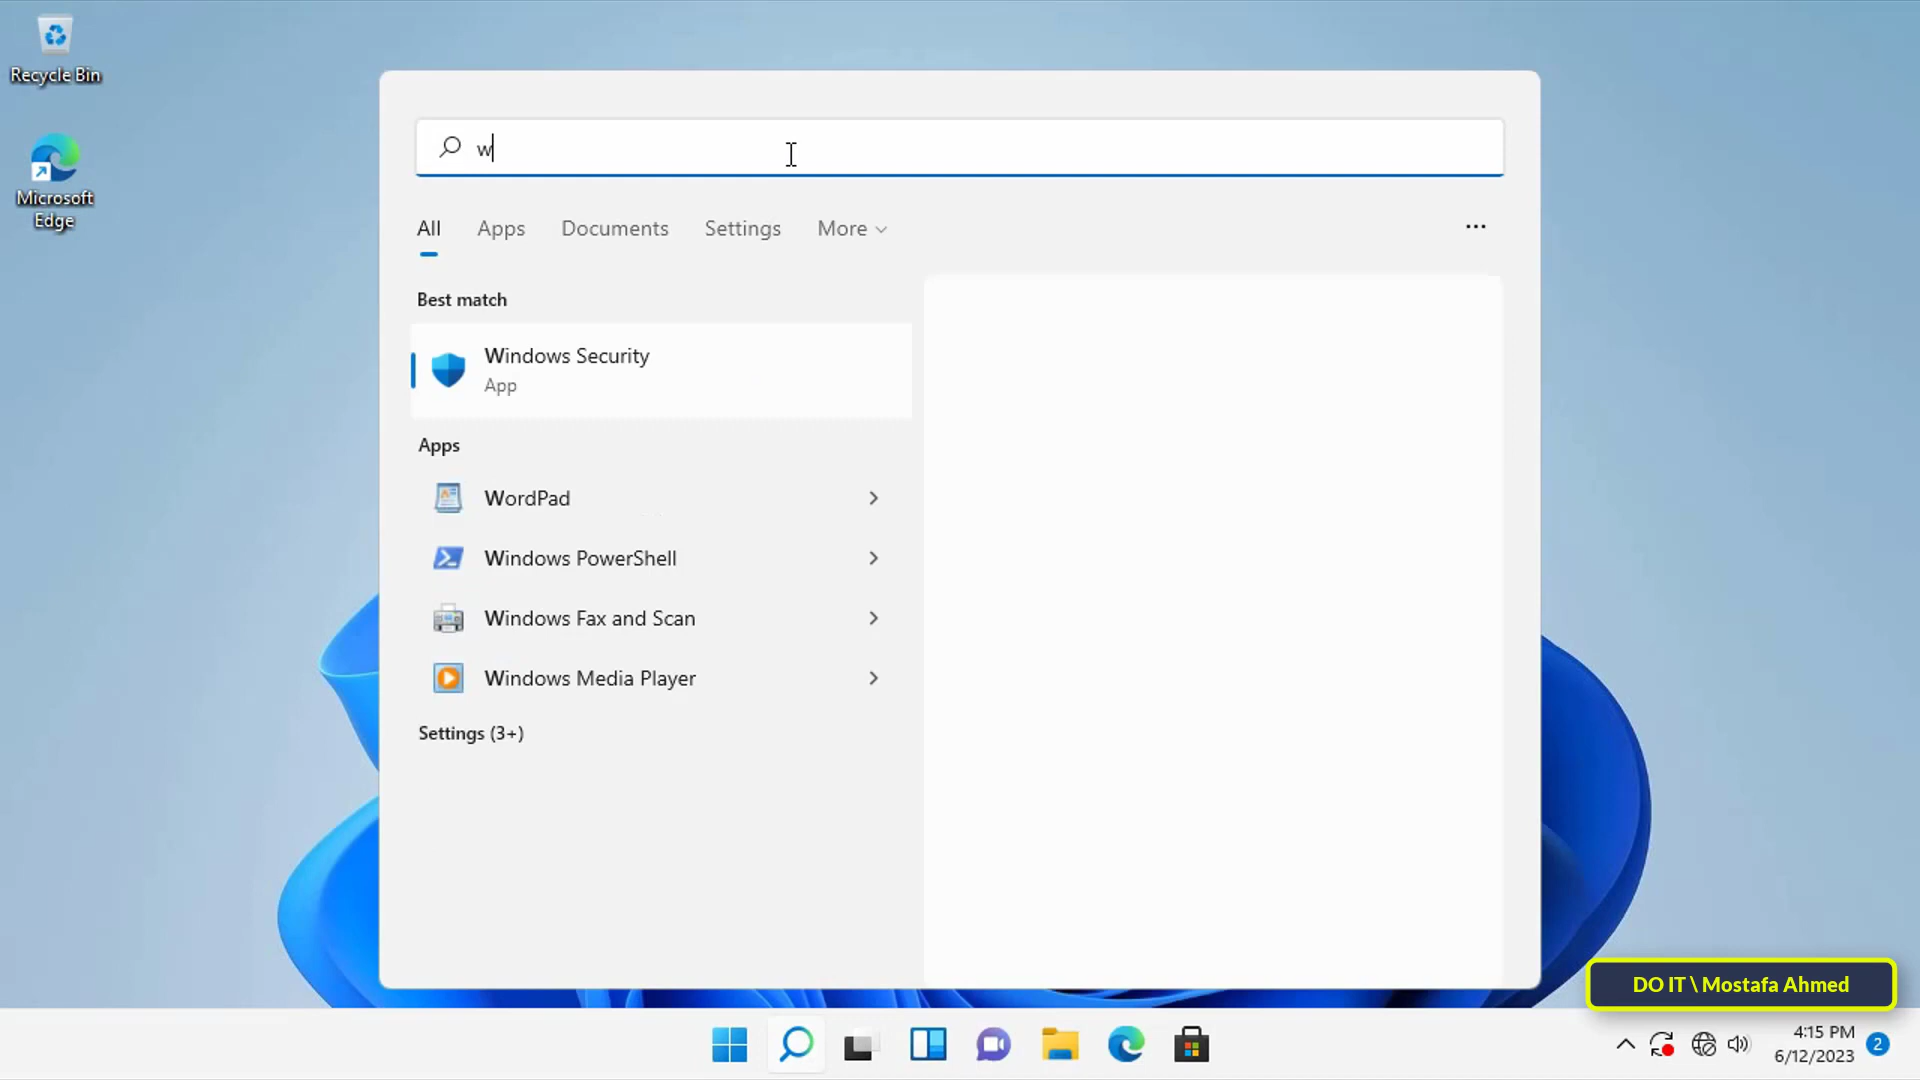 Recycle Bin
Microsoft
Edge
w
All Apps Documents Settings More
Best match
Windows Security
App
Apps
WordPad
Windows PowerShell
Windows Fax and Scan
Windows Media Player
Settings (3+)
DO IT \ Mostafa Ahmed
4:15 PM
6/12/2023
2